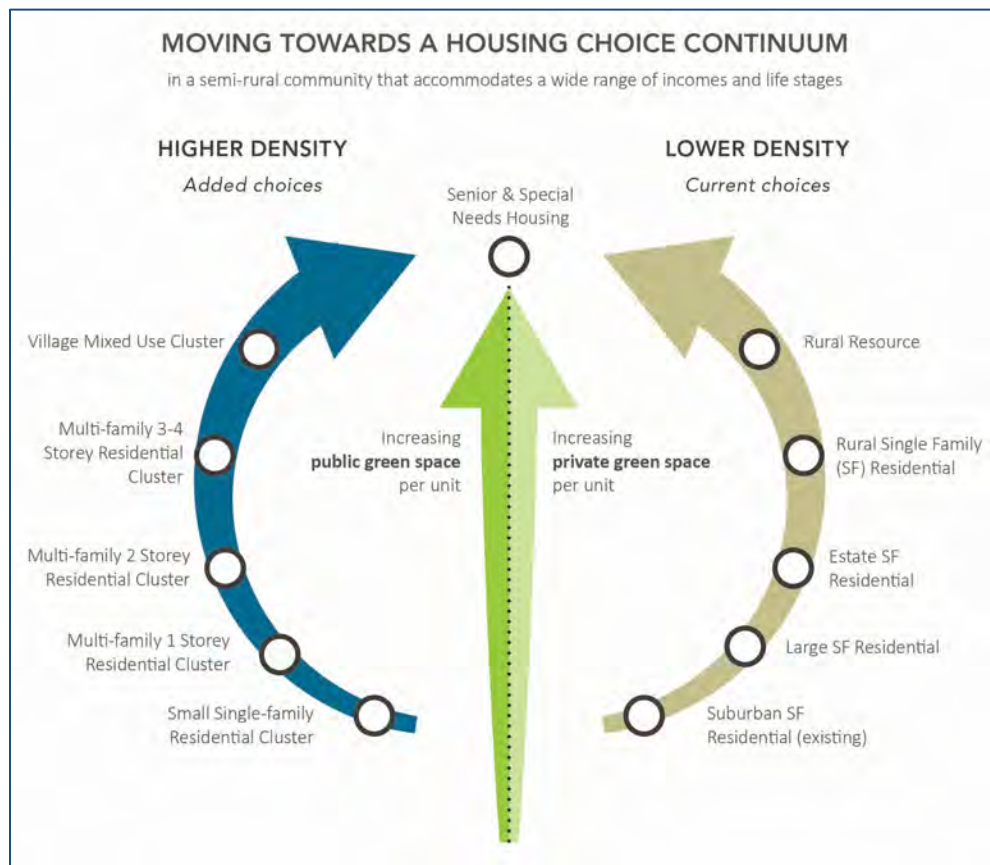 MOVING TOWARDS A HOUSING CHOICE CONTINUUM
in a semi-rural community that accommodates a wide range of incomes and life stages
HIGHER DENSITY
Added choices
LOWER DENSITY
Current choices
Senior & Special
Needs Housing
Village Mixed Use Cluster
Multi-family 3-4
Storey Residential
Cluster
Multi-family 2 Storey
Residential Cluster
Multi-family 1 Storey
Residential Cluster
Small Single-family
Residential Cluster
Increasing
public green space
per unit
Increasing
private green space
per unit
Rural Resource
Rural Single Family
(SF) Residential
Estate SF
Residential
Large SF Residential
Suburban SF
Residential (existing)